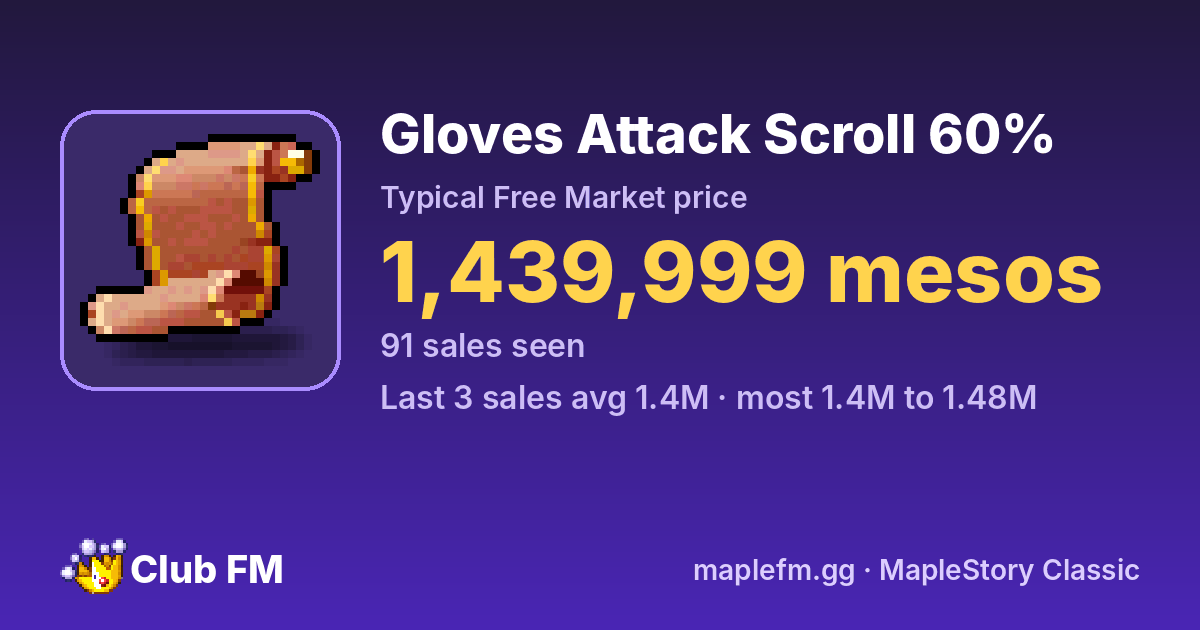 Gloves Attack Scroll 60%
Typical Free Market price
1,439,999 mesos
91 sales seen
Last 3 sales avg 1.4M · most 1.4M to 1.48M
Club FM
maplefm.gg · MapleStory Classic